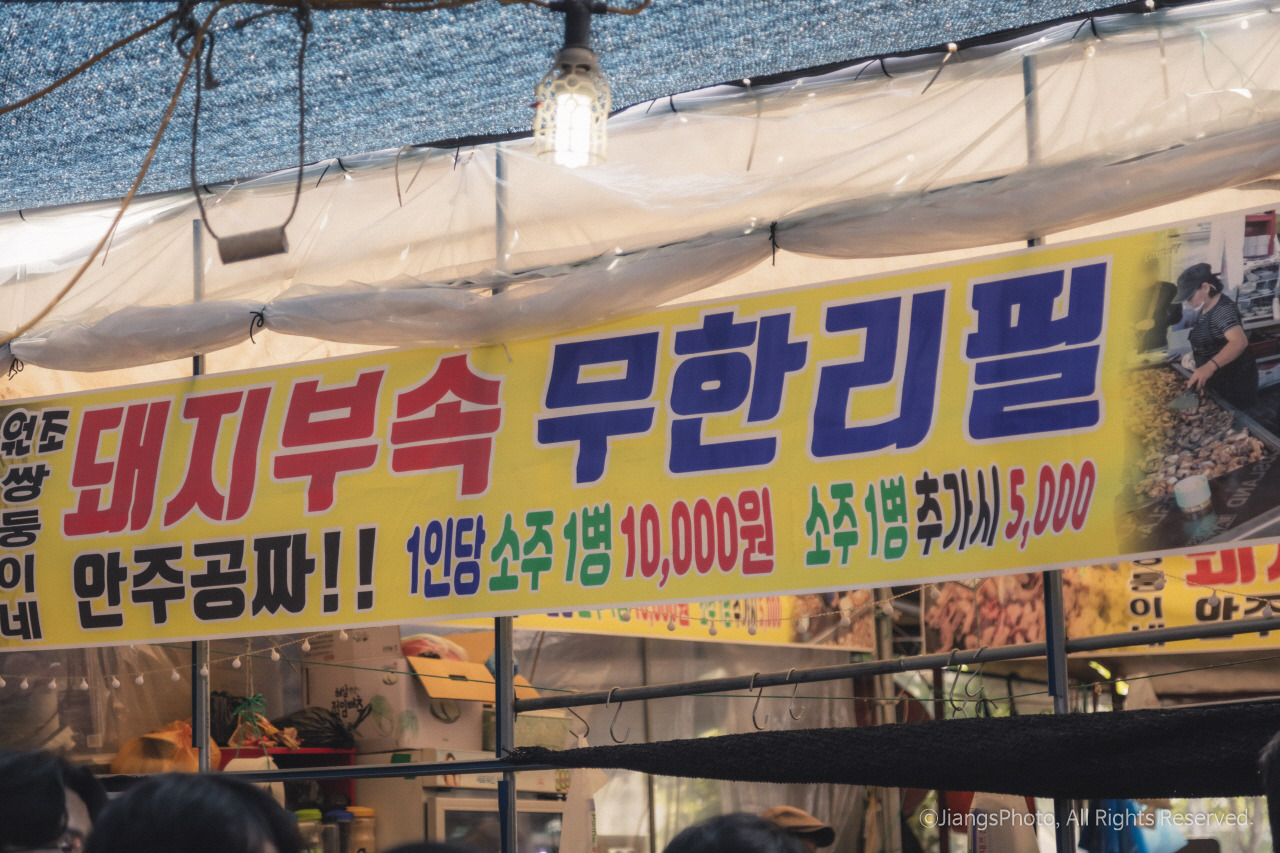 원조
쌍
둥
이
네
돼지부속 무한리필
안주공짜!! 1인당 소주 1병 10,000원 소주 1병 추가시 5,000
©JiangsPhoto, All Rights Reserved.